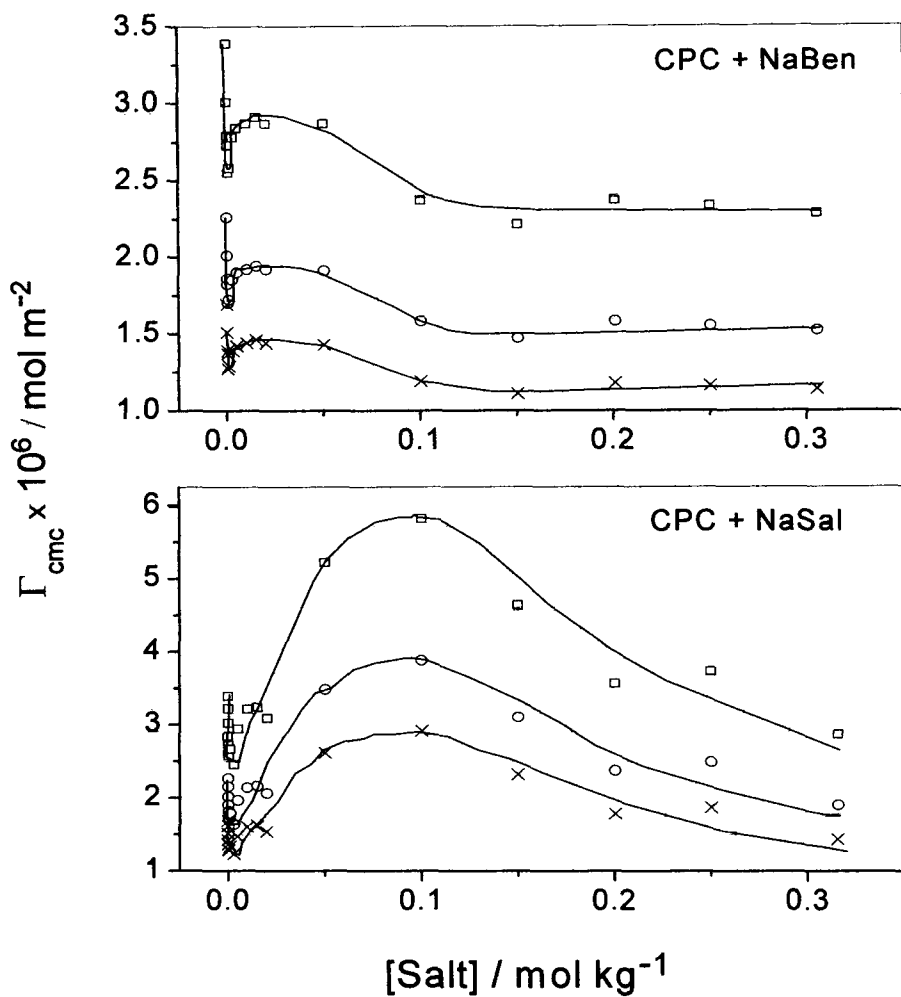 CPC + NaBen
3.5
3.0
2.5
2.0
1.5
1.0
0.0 0.1 0.2 0.3
Γcmc x 10⁶ / mol m⁻²
CPC + NaSal
6
5
4
3
2
1
0.0 0.1 0.2 0.3
[Salt] / mol kg⁻¹